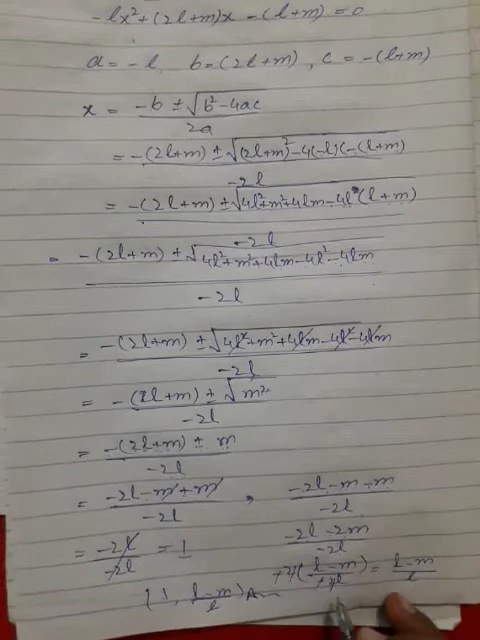 -lx²+(2l+m)x -(l+m)=0
a=-l, b=(2l+m), c=-(l+m)
x = -b ± √b²-4ac / 2a
= -(2l+m) ± √(2l+m)²-4(-l)(-(l+m) / -2l
= -(2l+m) ± √4l²+m²+4lm-4l(l+m) / -2l
= -(2l+m) ± √4l²+m²+4lm-4l²-4lm / -2l
= -(2l+m) ± √4l²+m²+4lm-4l²-4lm / -2l
= -(2l+m) ± √m² / -2l
= -(2l+m) ± m / -2l
= -2l-m+m / -2l , -2l-m-m / -2l
= -2l / -2l = 1
-2l-2m / -2l
+2(l-m) / +2l = l-m / l
(1, l-m / l) A